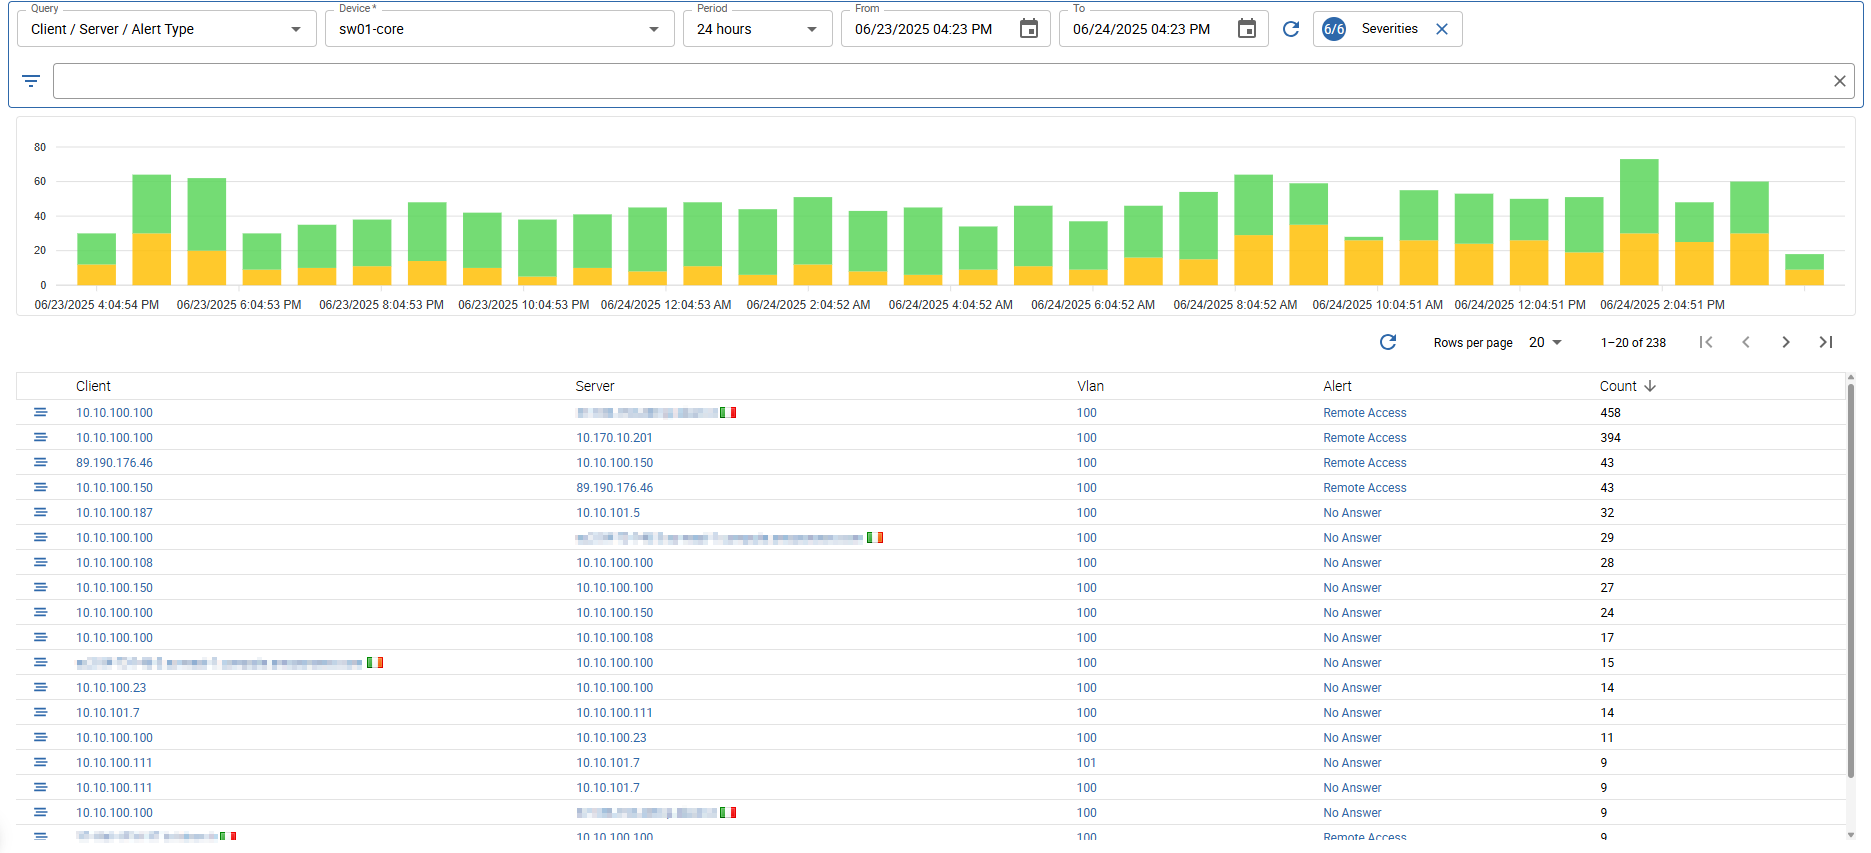 Query Device * Period From To
Client / Server / Alert Type sw01-core 24 hours 06/23/2025 04:23 PM 06/24/2025 04:23 PM 6/6 Severities
80
60
40
20
0
06/23/2025 4:04:54 PM 06/23/2025 6:04:53 PM 06/23/2025 8:04:53 PM 06/23/2025 10:04:53 PM 06/24/2025 12:04:53 AM 06/24/2025 2:04:52 AM 06/24/2025 4:04:52 AM 06/24/2025 6:04:52 AM 06/24/2025 8:04:52 AM 06/24/2025 10:04:51 AM 06/24/2025 12:04:51 PM 06/24/2025 2:04:51 PM
Rows per page 20 1–20 of 238
Client Server Vlan Alert Count
10.10.100.100 100 Remote Access 458
10.10.100.100 10.170.10.201 100 Remote Access 394
89.190.176.46 10.10.100.150 100 Remote Access 43
10.10.100.150 89.190.176.46 100 Remote Access 43
10.10.100.187 10.10.101.5 100 No Answer 32
10.10.100.100 100 No Answer 29
10.10.100.108 10.10.100.100 100 No Answer 28
10.10.100.150 10.10.100.100 100 No Answer 27
10.10.100.100 10.10.100.150 100 No Answer 24
10.10.100.100 10.10.100.108 100 No Answer 17
10.10.100.100 100 No Answer 15
10.10.100.23 10.10.100.100 100 No Answer 14
10.10.101.7 10.10.100.111 100 No Answer 14
10.10.100.100 10.10.100.23 100 No Answer 11
10.10.100.111 10.10.101.7 101 No Answer 9
10.10.100.111 10.10.101.7 100 No Answer 9
10.10.100.100 100 No Answer 9
10.10.100.100 100 Remote Access 9